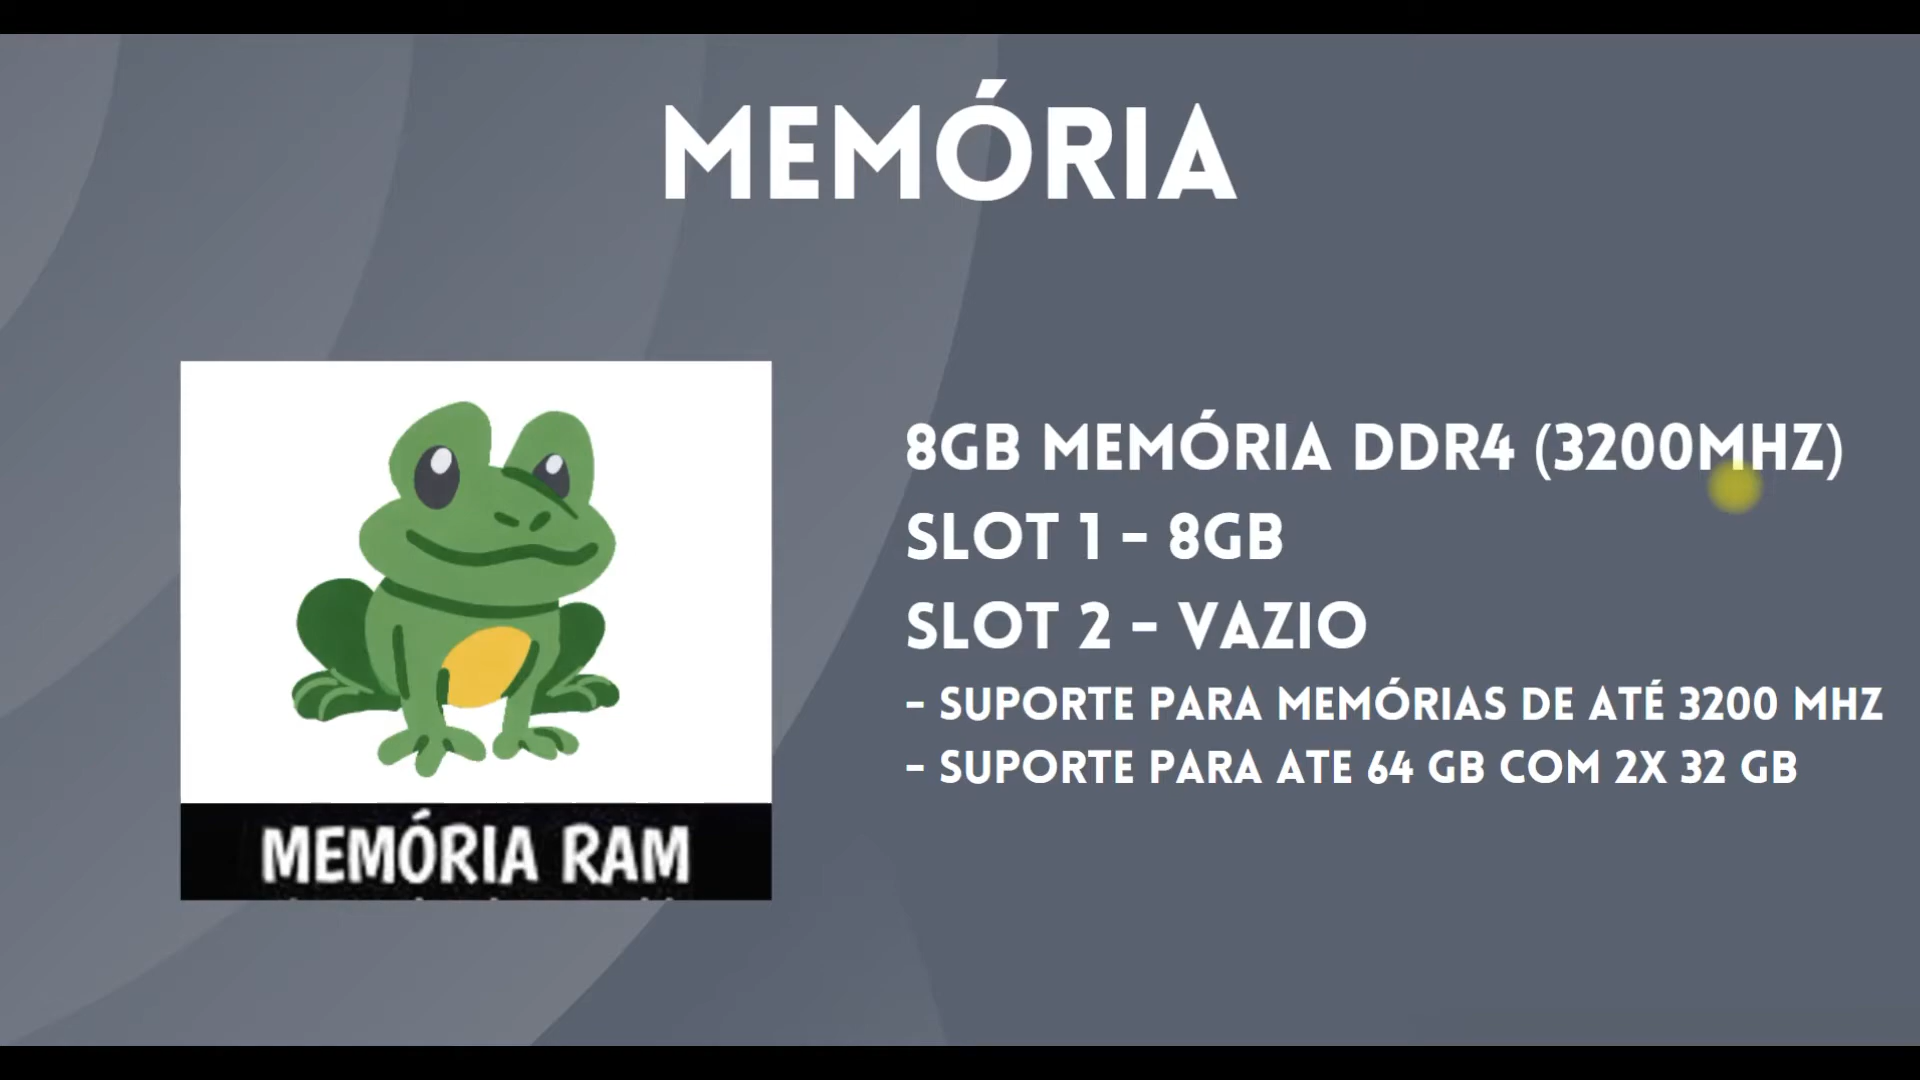 MEMÓRIA
8GB MEMÓRIA DDR4 (3200MHZ)
SLOT 1 - 8GB
SLOT 2 - VAZIO
- SUPORTE PARA MEMÓRIAS DE ATÉ 3200 MHZ
- SUPORTE PARA ATE 64 GB COM 2X 32 GB
MEMÓRIA RAM